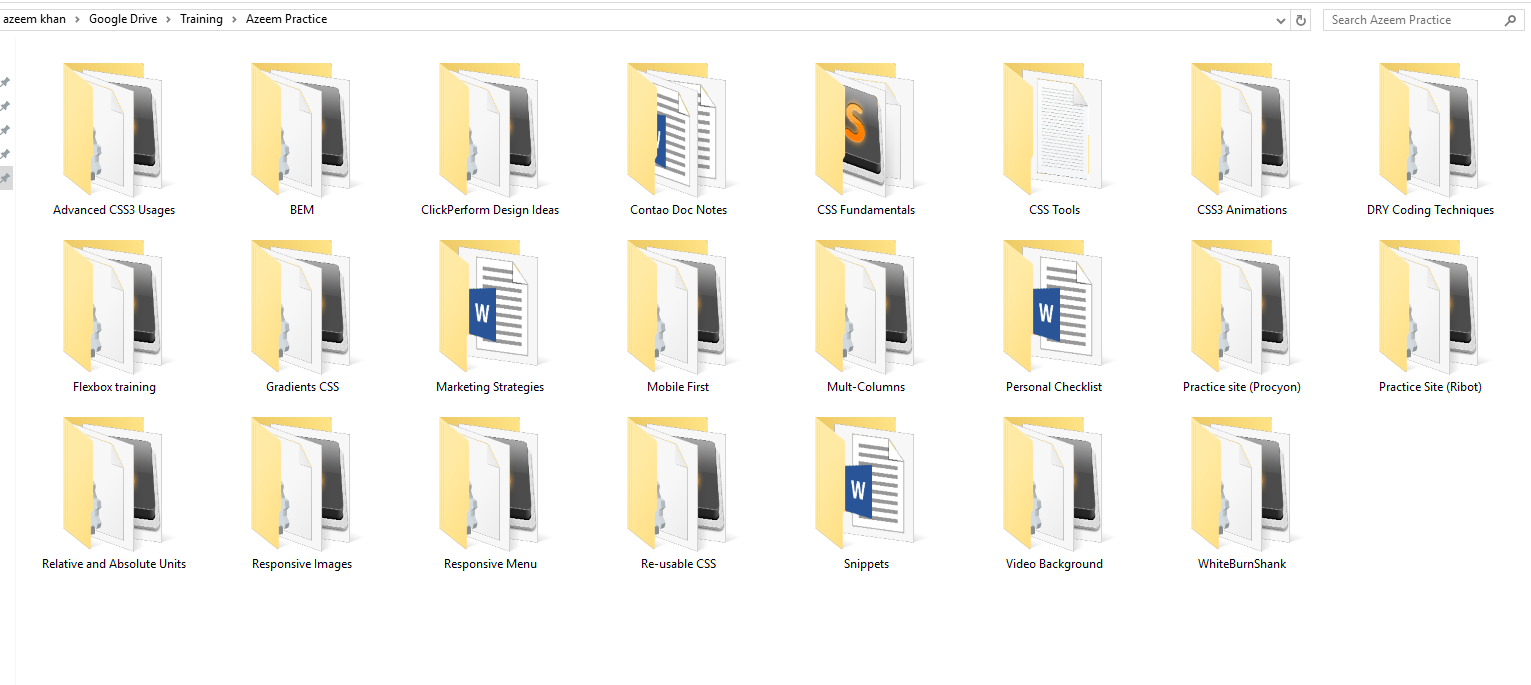 azeem khan > Google Drive > Training > Azeem Practice
Search Azeem Practice
Advanced CSS3 Usages
BEM
ClickPerform Design Ideas
Contao Doc Notes
CSS Fundamentals
CSS Tools
CSS3 Animations
DRY Coding Techniques
Flexbox training
Gradients CSS
Marketing Strategies
Mobile First
Mult-Columns
Personal Checklist
Practice site (Procyon)
Practice Site (Ribot)
Relative and Absolute Units
Responsive Images
Responsive Menu
Re-usable CSS
Snippets
Video Background
WhiteBurnShank
S
W
W
W